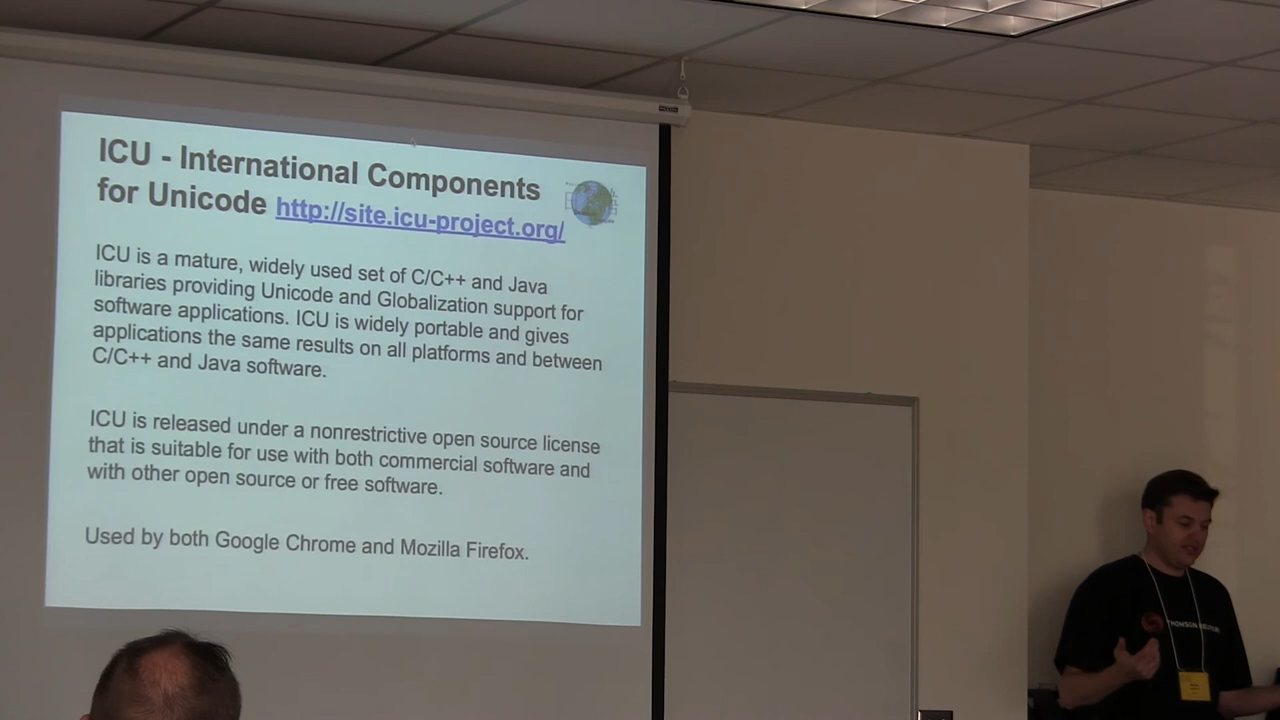 ICU - International Components
for Unicode http://site.icu-project.org/
ICU is a mature, widely used set of C/C++ and Java
libraries providing Unicode and Globalization support for
software applications. ICU is widely portable and gives
applications the same results on all platforms and between
C/C++ and Java software.
ICU is released under a nonrestrictive open source license
that is suitable for use with both commercial software and
with other open source or free software.
Used by both Google Chrome and Mozilla Firefox.
THOMSON